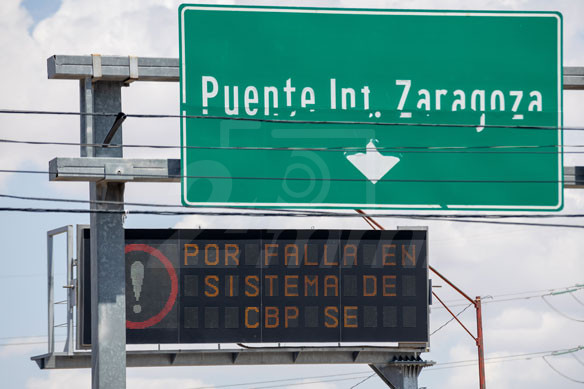 Puente Int. Zaragoza
POR FALLA EN
SISTEMA DE
CBP SE